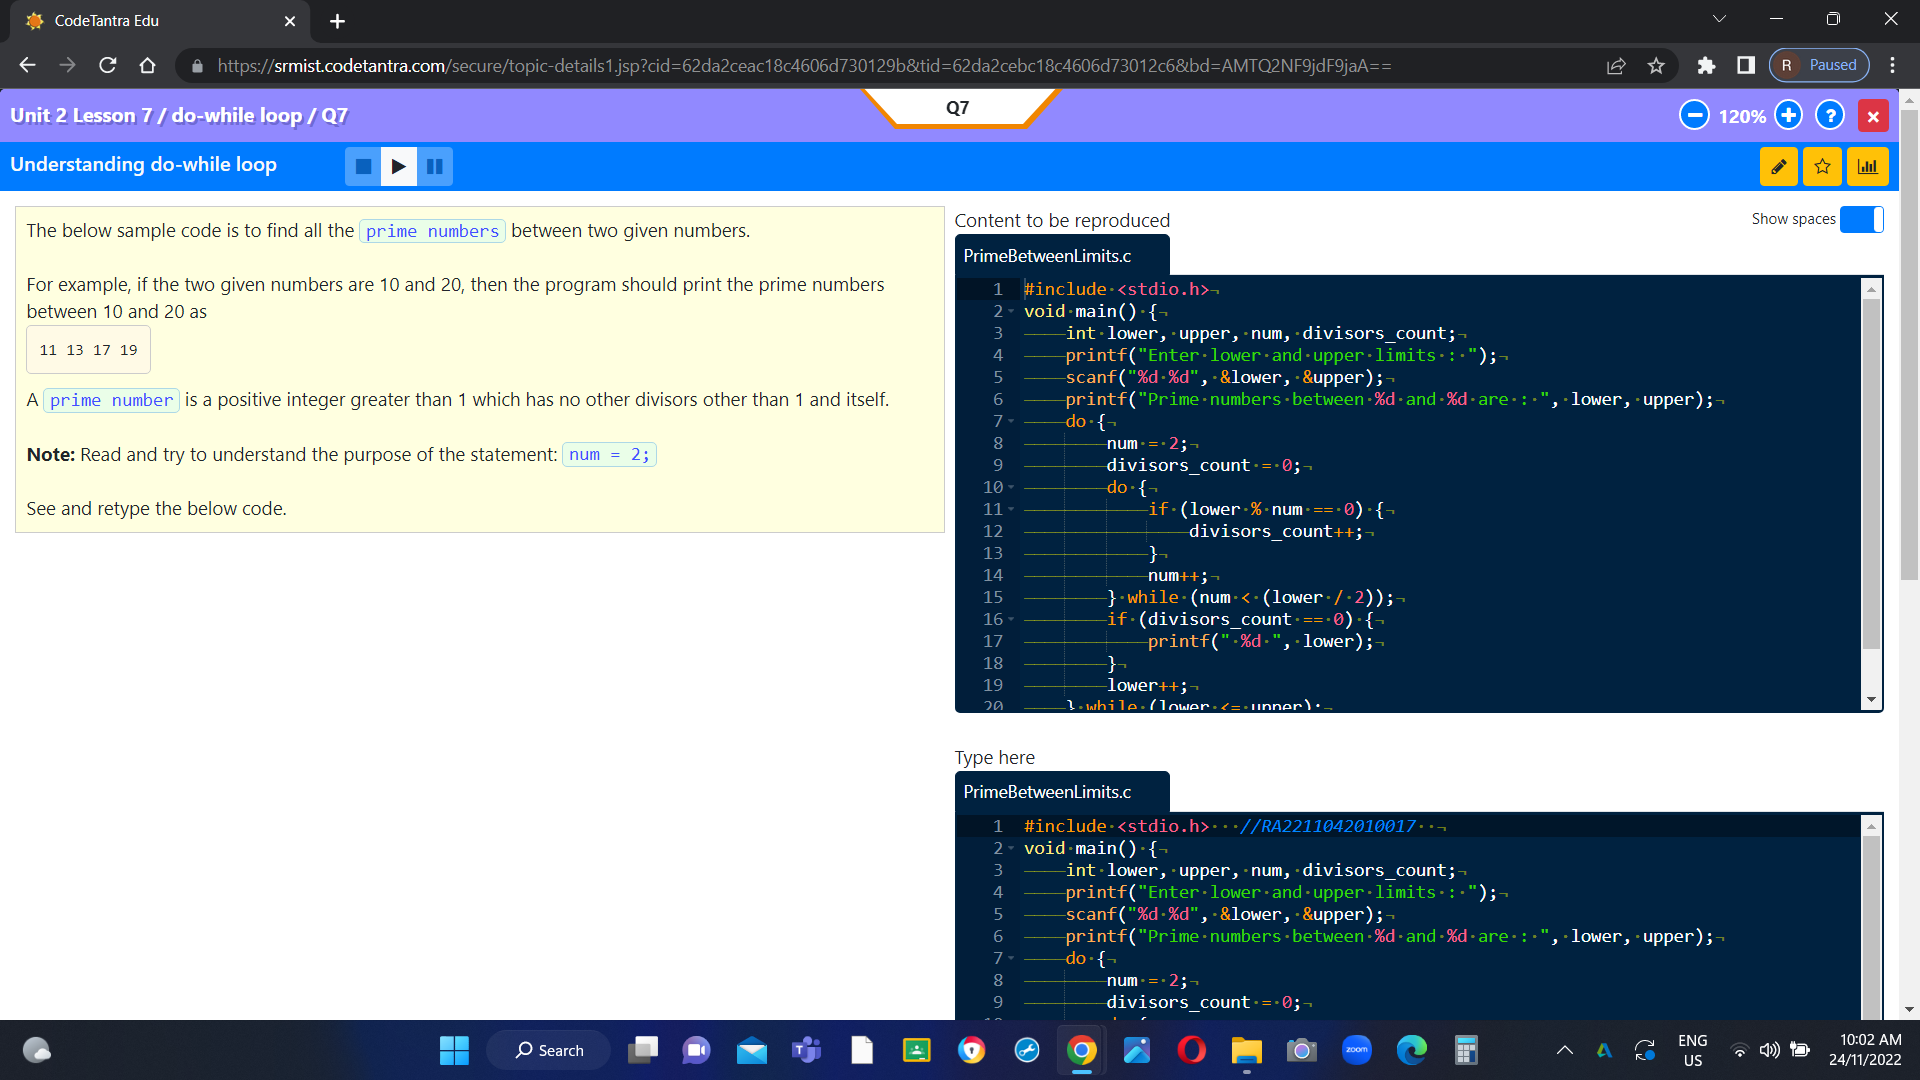 CodeTantra Edu
https://srmist.codetantra.com/secure/topic-details1.jsp?cid=62da2ceac18c4606d730129b&tid=62da2cebc18c4606d73012c6&bd=AMTQ2NF9jdF9jaA==
R Paused
Unit 2 Lesson 7 / do-while loop / Q7
Q7
120%
?
Understanding do-while loop
The below sample code is to find all the prime numbers between two given numbers.
For example, if the two given numbers are 10 and 20, then the program should print the prime numbers
between 10 and 20 as
11 13 17 19
A prime number is a positive integer greater than 1 which has no other divisors other than 1 and itself.
Note: Read and try to understand the purpose of the statement: num = 2;
See and retype the below code.
Content to be reproduced
Show spaces
PrimeBetweenLimits.c
1 #include <stdio.h>
2 void main() {
3 int lower, upper, num, divisors_count;
4 printf("Enter lower and upper limits : ");
5 scanf("%d %d", &lower, &upper);
6 printf("Prime numbers between %d and %d are : ", lower, upper);
7 do {
8 num = 2;
9 divisors_count = 0;
10 do {
11 if (lower % num == 0) {
12 divisors_count++;
13 }
14 num++;
15 } while (num < (lower / 2));
16 if (divisors_count == 0) {
17 printf(" %d ", lower);
18 }
19 lower++;
20 } while (lower <= upper);
Type here
PrimeBetweenLimits.c
1 #include <stdio.h>   //RA2211042010017
2 void main() {
3 int lower, upper, num, divisors_count;
4 printf("Enter lower and upper limits : ");
5 scanf("%d %d", &lower, &upper);
6 printf("Prime numbers between %d and %d are : ", lower, upper);
7 do {
8 num = 2;
9 divisors_count = 0;
Search
zoom
ENG
US
10:02 AM
24/11/2022